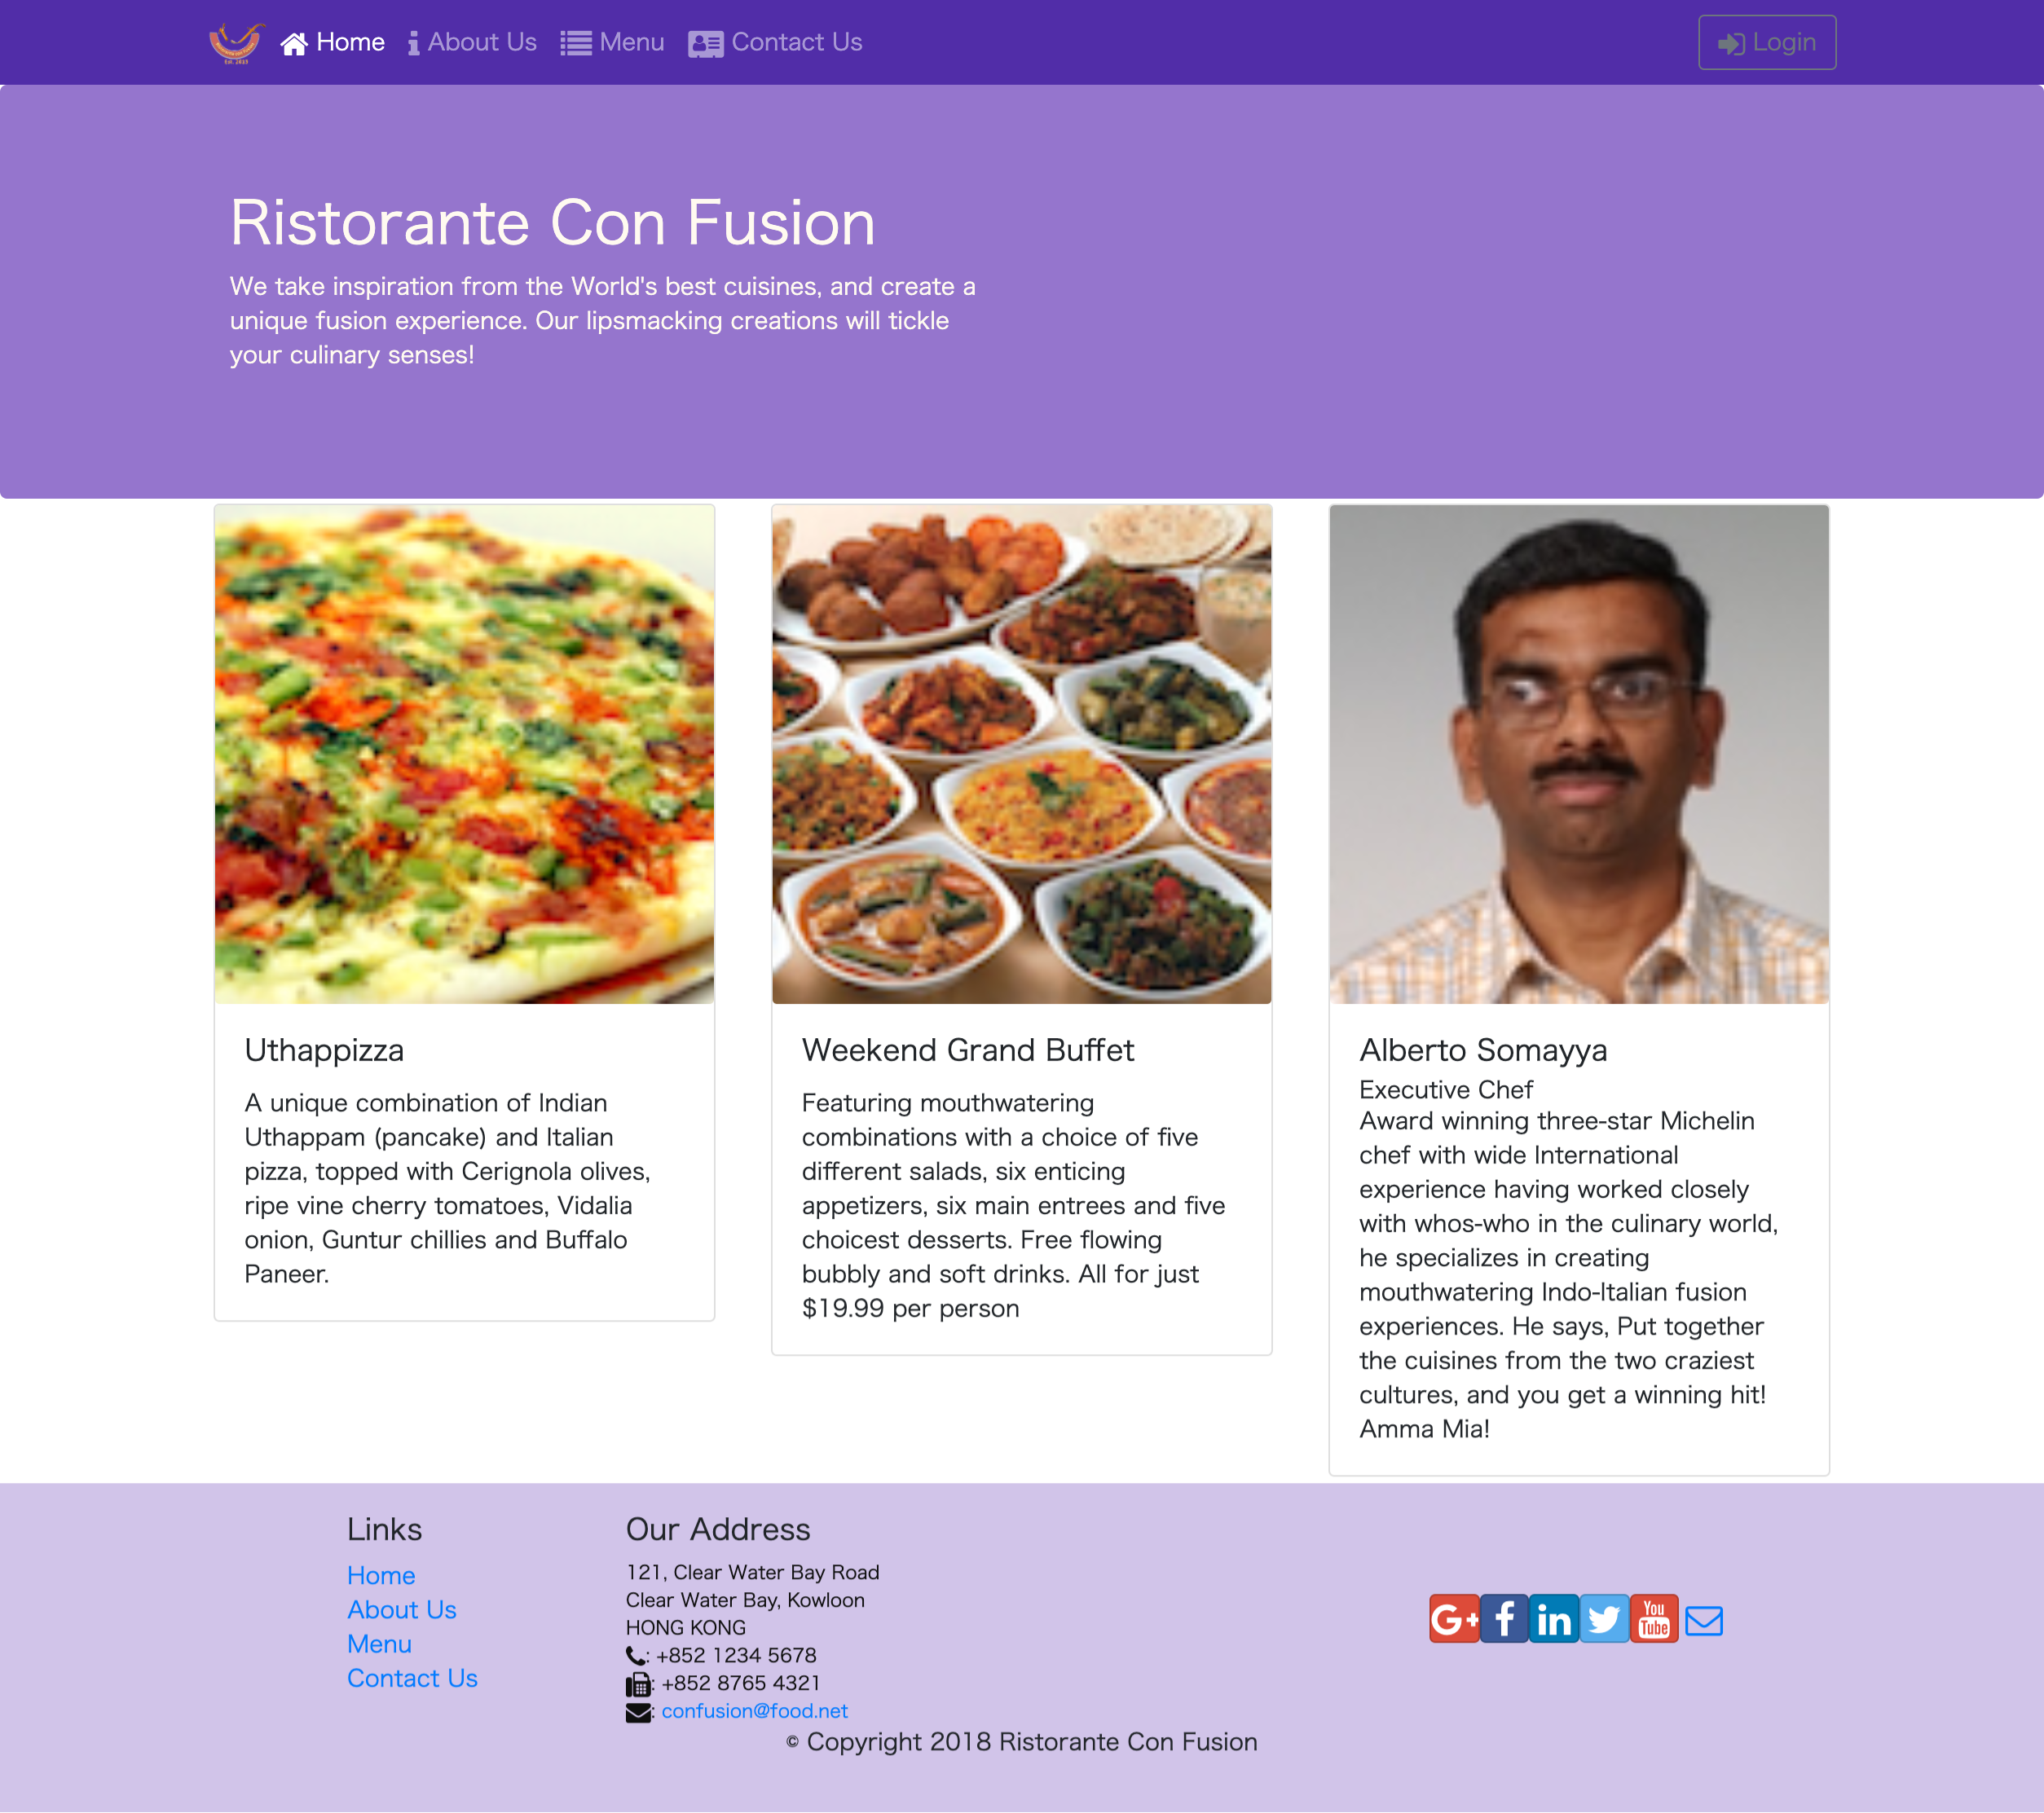 Est. 2015
Home
About Us
Menu
Contact Us
Login
Ristorante Con Fusion
We take inspiration from the World's best cuisines, and create a
unique fusion experience. Our lipsmacking creations will tickle
your culinary senses!
Uthappizza
A unique combination of Indian
Uthappam (pancake) and Italian
pizza, topped with Cerignola olives,
ripe vine cherry tomatoes, Vidalia
onion, Guntur chillies and Buffalo
Paneer.
Weekend Grand Buffet
Featuring mouthwatering
combinations with a choice of five
different salads, six enticing
appetizers, six main entrees and five
choicest desserts. Free flowing
bubbly and soft drinks. All for just
$19.99 per person
Alberto Somayya
Executive Chef
Award winning three-star Michelin
chef with wide International
experience having worked closely
with whos-who in the culinary world,
he specializes in creating
mouthwatering Indo-Italian fusion
experiences. He says, Put together
the cuisines from the two craziest
cultures, and you get a winning hit!
Amma Mia!
Links
Home
About Us
Menu
Contact Us
Our Address
121, Clear Water Bay Road
Clear Water Bay, Kowloon
HONG KONG
: +852 1234 5678
: +852 8765 4321
: confusion@food.net
G+
f
in
You
Tube
© Copyright 2018 Ristorante Con Fusion